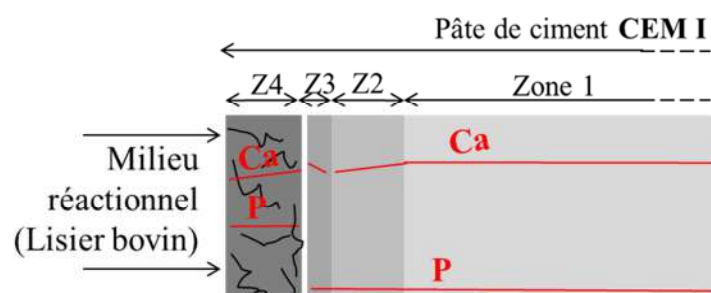 Pâte de ciment CEM I
Z4 Z3 Z2 Zone 1
Milieu
réactionnel
(Lisier bovin)
Ca
Ca
P
P